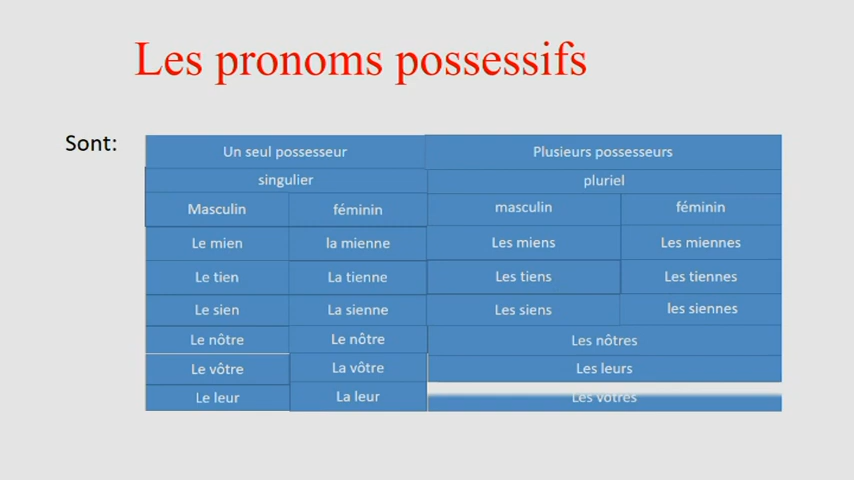 Les pronoms possessifs
Sont:
Un seul possesseur Plusieurs possesseurs
singulier pluriel
Masculin féminin masculin féminin
Le mien la mienne Les miens Les miennes
Le tien La tienne Les tiens Les tiennes
Le sien La sienne Les siens les siennes
Le nôtre Le nôtre Les nôtres
Le vôtre La vôtre Les leurs
Le leur La leur Les vôtres